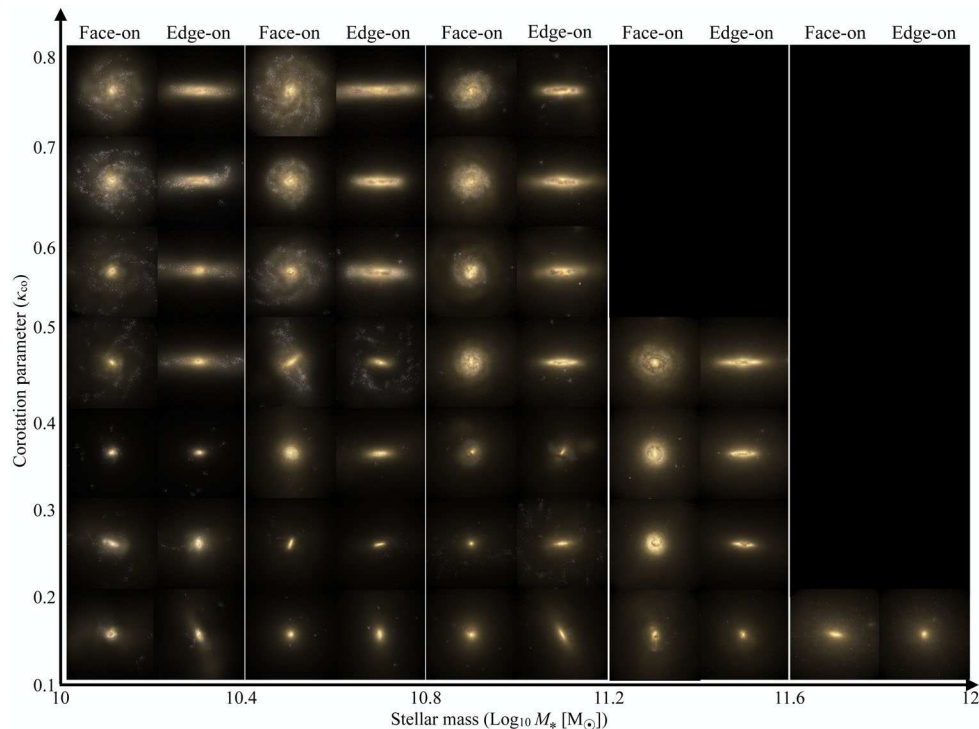 Face-on Edge-on Face-on Edge-on Face-on Edge-on Face-on Edge-on Face-on Edge-on
0.8
0.7
0.6
0.5
0.4
0.3
0.2
0.1
Corotation parameter (κco)
10 10.4 10.8 11.2 11.6 12
Stellar mass (Log10 M* [M⊙])